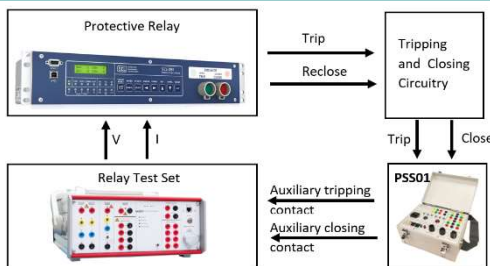 Protective Relay
Trip
Reclose
Tripping
and Closing
Circuitry
V
I
Trip
Close
Relay Test Set
Auxiliary tripping
contact
Auxiliary closing
contact
PSS01